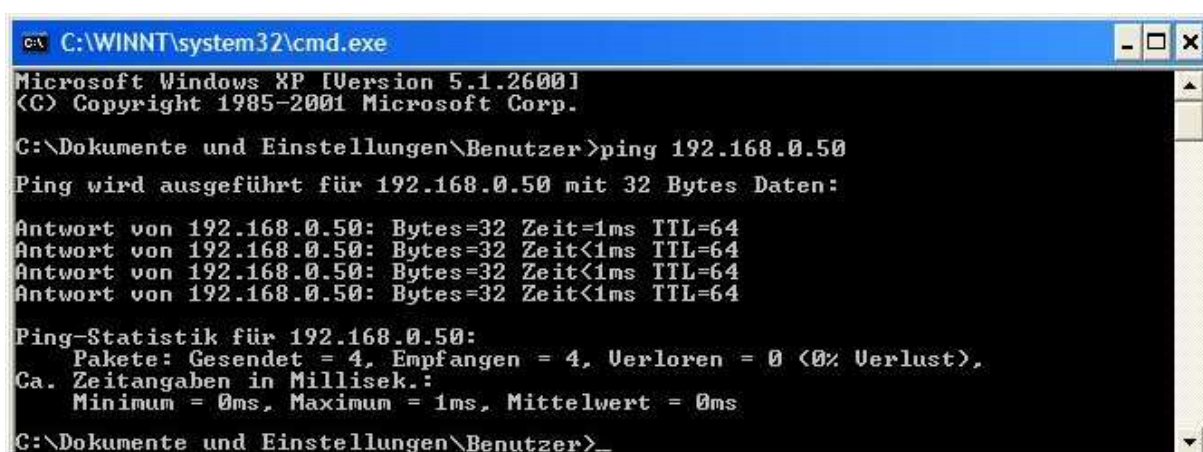 C:\WINNT\system32\cmd.exe
Microsoft Windows XP [Version 5.1.2600]
(C) Copyright 1985-2001 Microsoft Corp.
C:\Dokumente und Einstellungen\Benutzer>ping 192.168.0.50
Ping wird ausgeführt für 192.168.0.50 mit 32 Bytes Daten:
Antwort von 192.168.0.50: Bytes=32 Zeit=1ms TTL=64
Antwort von 192.168.0.50: Bytes=32 Zeit<1ms TTL=64
Antwort von 192.168.0.50: Bytes=32 Zeit<1ms TTL=64
Antwort von 192.168.0.50: Bytes=32 Zeit<1ms TTL=64
Ping-Statistik für 192.168.0.50:
Pakete: Gesendet = 4, Empfangen = 4, Verloren = 0 (0% Verlust),
Ca. Zeitangaben in Millisek.:
Minimum = 0ms, Maximum = 1ms, Mittelwert = 0ms
C:\Dokumente und Einstellungen\Benutzer>_